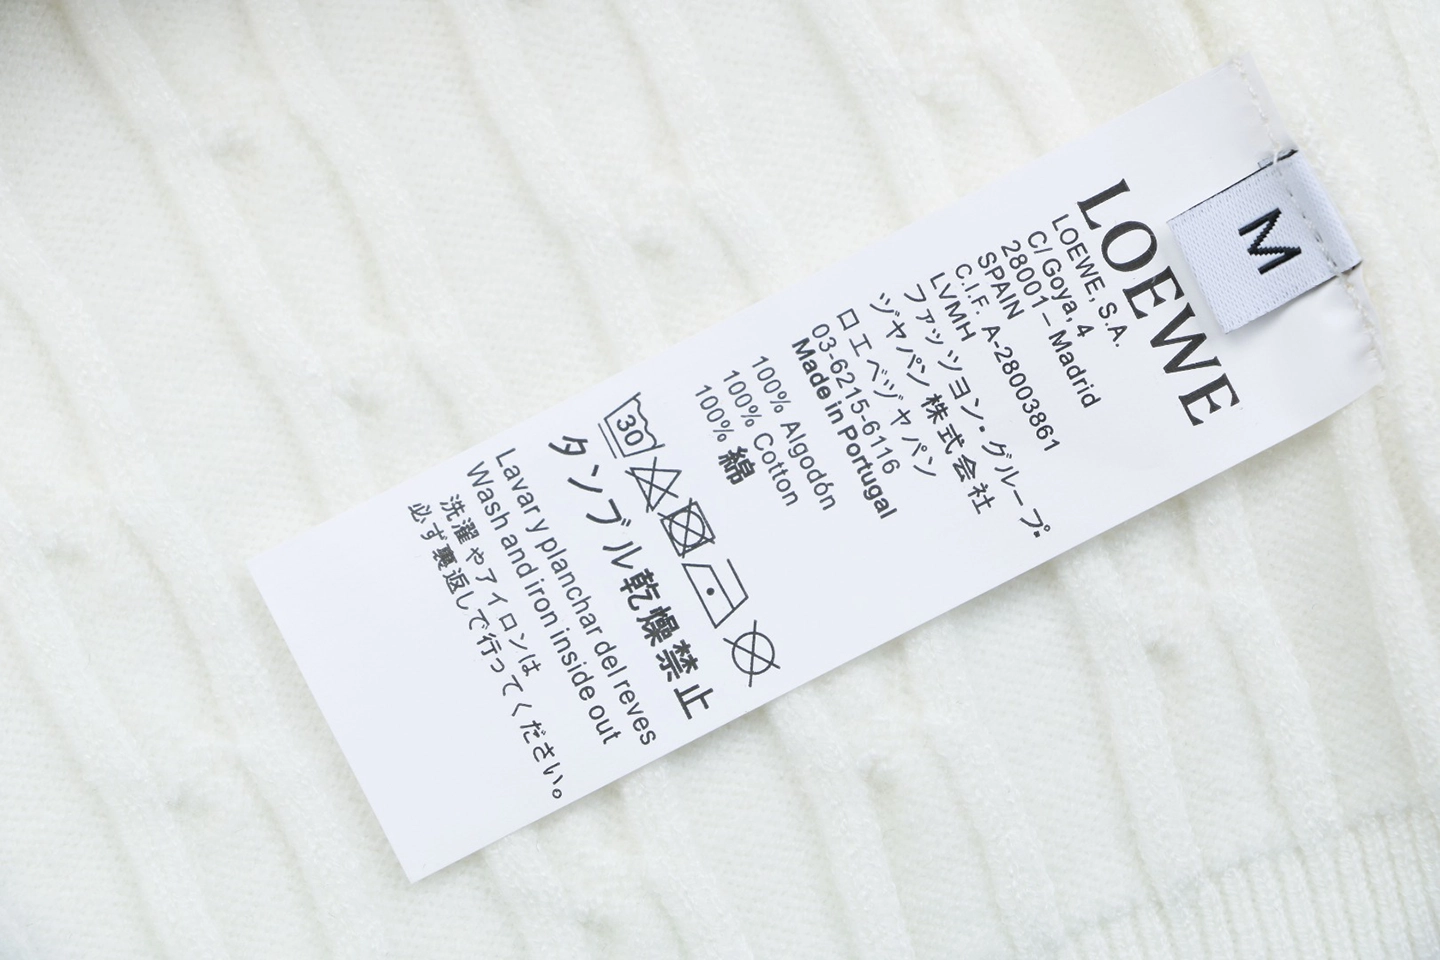 M
LOEWE
LOEWE, S.A.
C/ Goya, 4
28001 – Madrid
SPAIN
C.I.F. A-28003861
LVMH
ファッツヨン・グループ.
ジャパン株式会社
ロエベヅャパン
03-6215-6116
Made in Portugal
100% Algodón
100% Cotton
100% 綿
30
タンブル乾燥禁止
Lavar y planchar del reves
Wash and iron inside out
洗濯やアイロンは
必ず裏返しで行ってください。